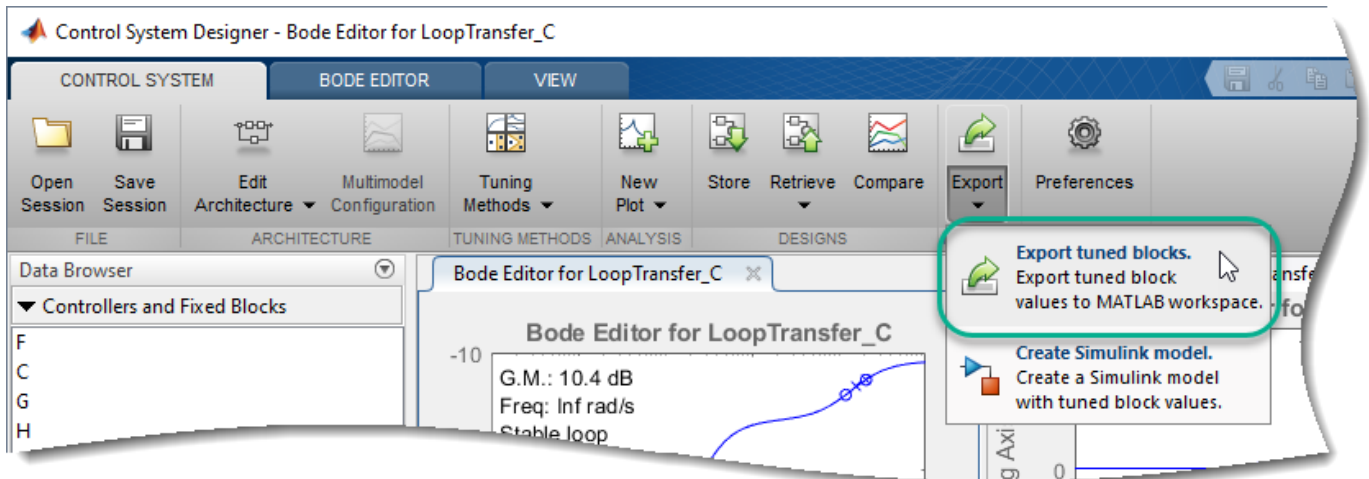 Control System Designer - Bode Editor for LoopTransfer_C
CONTROL SYSTEM BODE EDITOR VIEW
Open Session
Save Session
Edit Architecture
Multimodel Configuration
Tuning Methods
New Plot
Store
Retrieve
Compare
Export
Preferences
FILE ARCHITECTURE TUNING METHODS ANALYSIS DESIGNS
Export tuned blocks.
Export tuned block
values to MATLAB workspace.
Create Simulink model.
Create a Simulink model
with tuned block values.
Data Browser
Controllers and Fixed Blocks
F
C
G
H
Bode Editor for LoopTransfer_C
Bode Editor for LoopTransfer_C
-10
G.M.: 10.4 dB
Freq: Inf rad/s
Stable loop
0